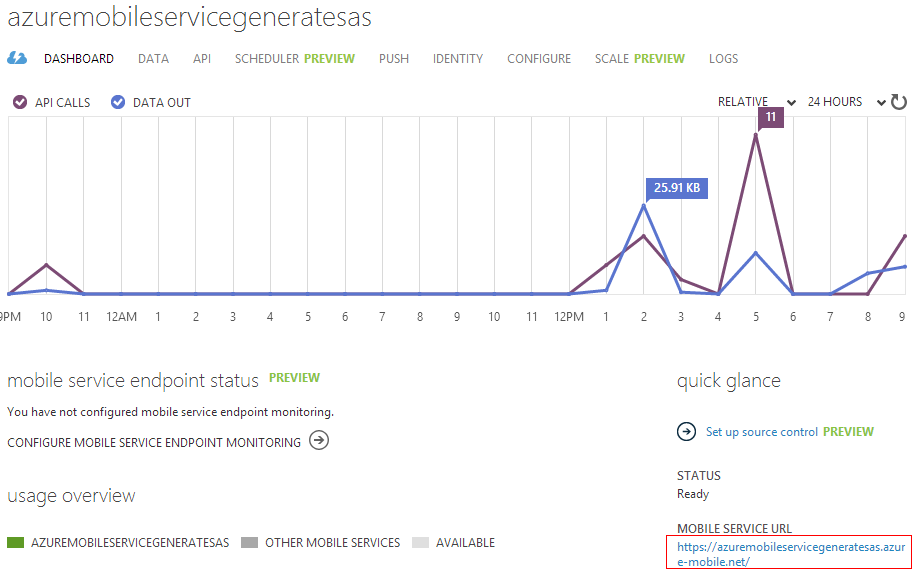 azuremobileservicegeneratesas
DASHBOARD DATA API SCHEDULER PREVIEW PUSH IDENTITY CONFIGURE SCALE PREVIEW LOGS
API CALLS DATA OUT RELATIVE 24 HOURS
11
25.91 KB
9PM 10 11 12AM 1 2 3 4 5 6 7 8 9 10 11 12PM 1 2 3 4 5 6 7 8 9
mobile service endpoint status PREVIEW
You have not configured mobile service endpoint monitoring.
CONFIGURE MOBILE SERVICE ENDPOINT MONITORING
usage overview
AZUREMOBILESERVICEGENERATESAS OTHER MOBILE SERVICES AVAILABLE
quick glance
Set up source control PREVIEW
STATUS
Ready
MOBILE SERVICE URL
https://azuremobileservicegeneratesas.azur
e-mobile.net/